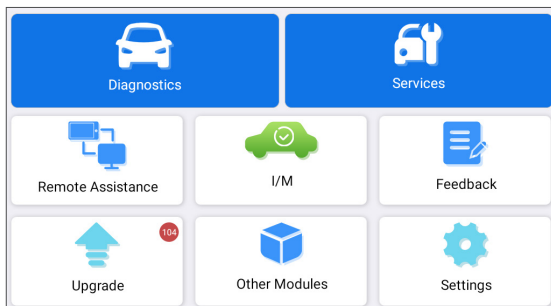 Diagnostics
Services
Remote Assistance
I/M
Feedback
104
Upgrade
Other Modules
Settings